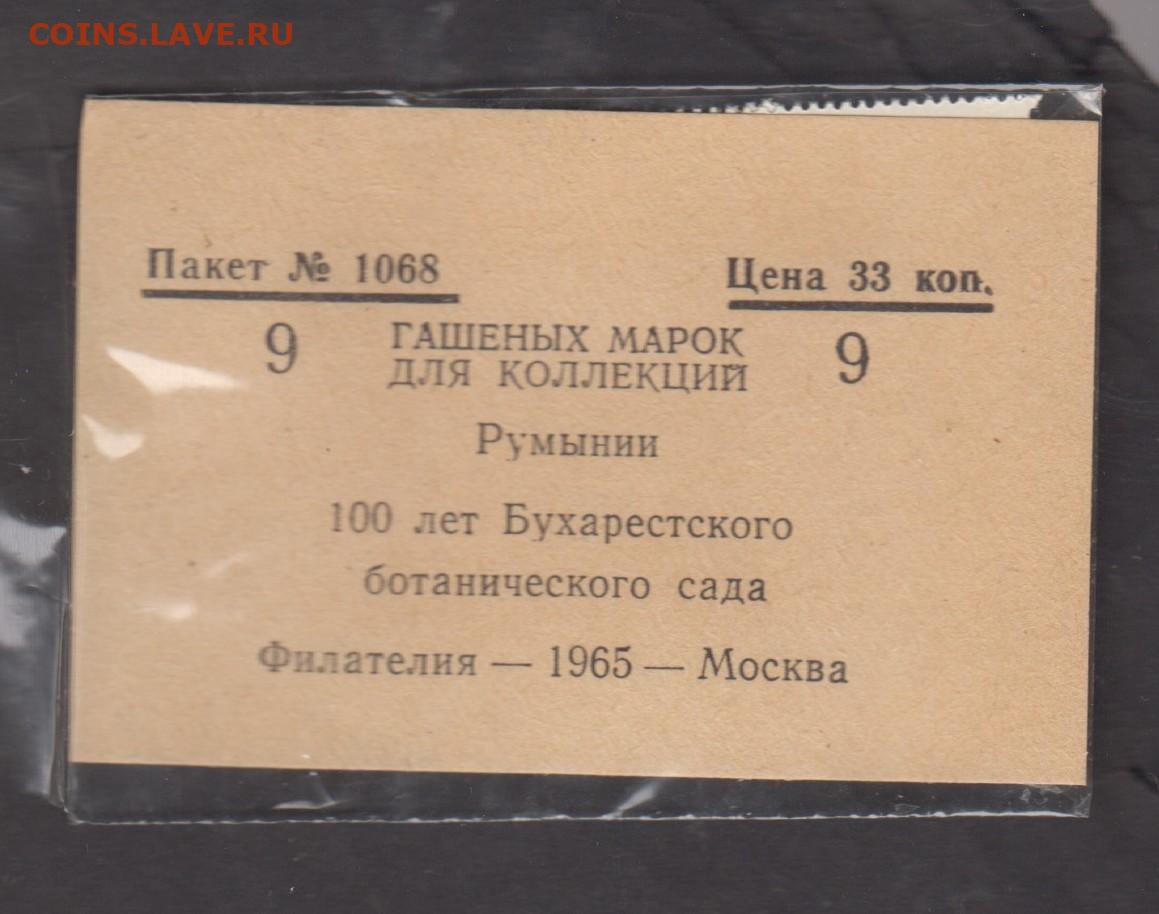 COINS.LAVE.RU
Пакет № 1068 Цена 33 коп.
9 ГАШЕНЫХ МАРОК 9
ДЛЯ КОЛЛЕКЦИЙ
Румынии
100 лет Бухарестского
ботанического сада
Филателия — 1965 — Москва